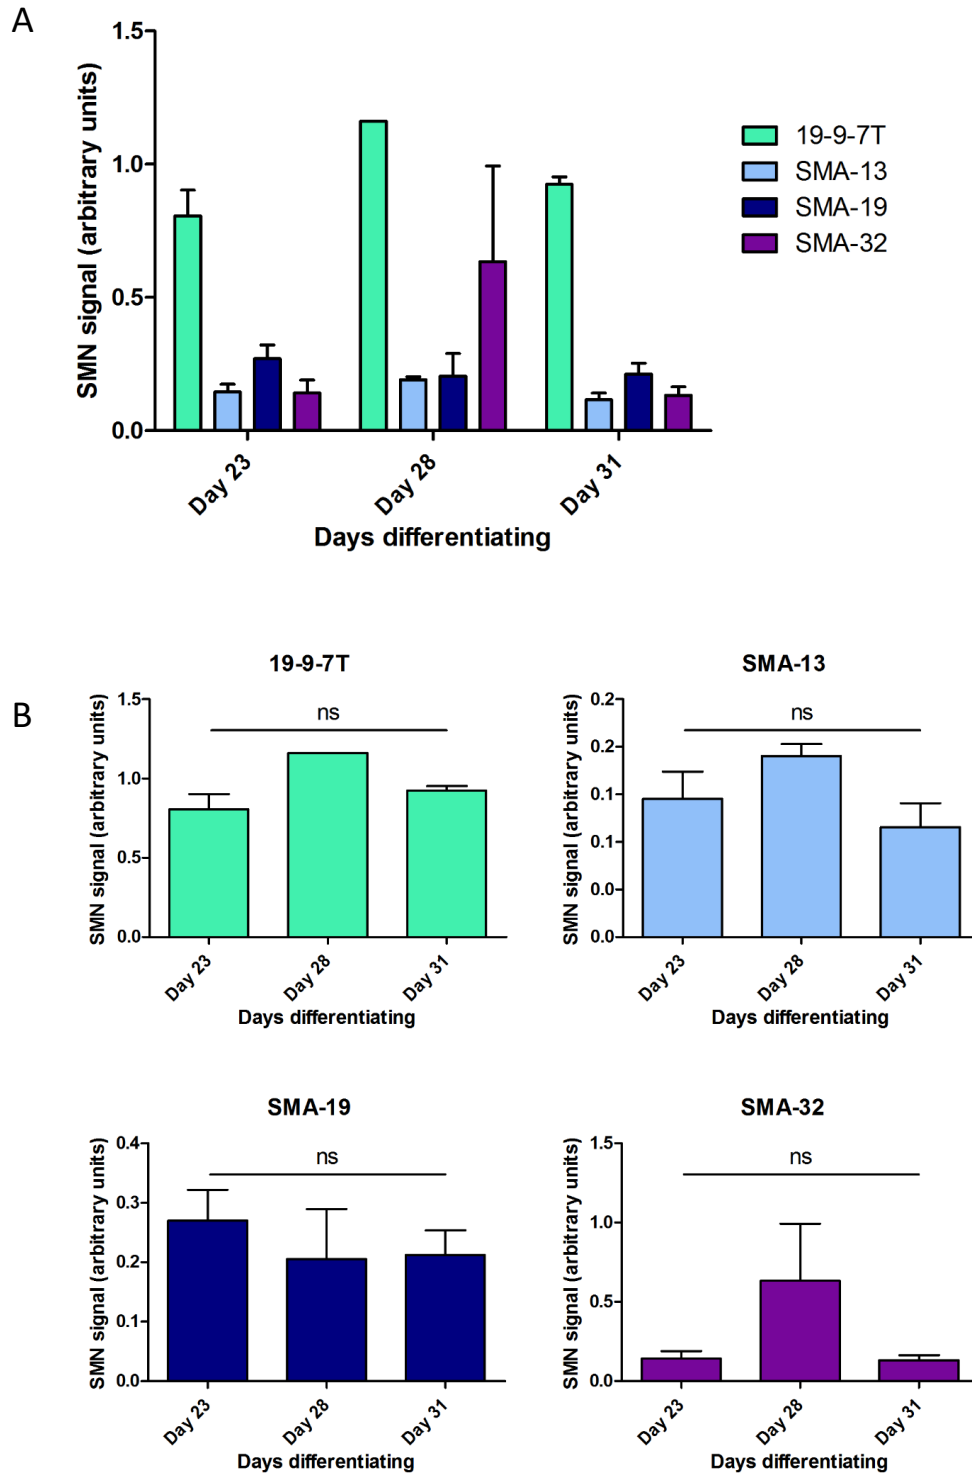 A
SMN signal (arbitrary units)
1.5
1.0
0.5
0.0
Day 23
Day 28
Day 31
Days differentiating
19-9-7T
SMA-13
SMA-19
SMA-32
B
19-9-7T
SMN signal (arbitrary units)
1.5
1.0
0.5
0.0
ns
Day 23
Day 28
Day 31
Days differentiating
SMA-13
SMN signal (arbitrary units)
0.2
0.2
0.1
0.1
0.0
0.0
ns
Day 23
Day 28
Day 31
Days differentiating
SMA-19
SMN signal (arbitrary units)
0.4
0.3
0.2
0.1
0.0
ns
Day 23
Day 28
Day 31
Days differentiating
SMA-32
SMN signal (arbitrary units)
1.5
1.0
0.5
0.0
ns
Day 23
Day 28
Day 31
Days differentiating